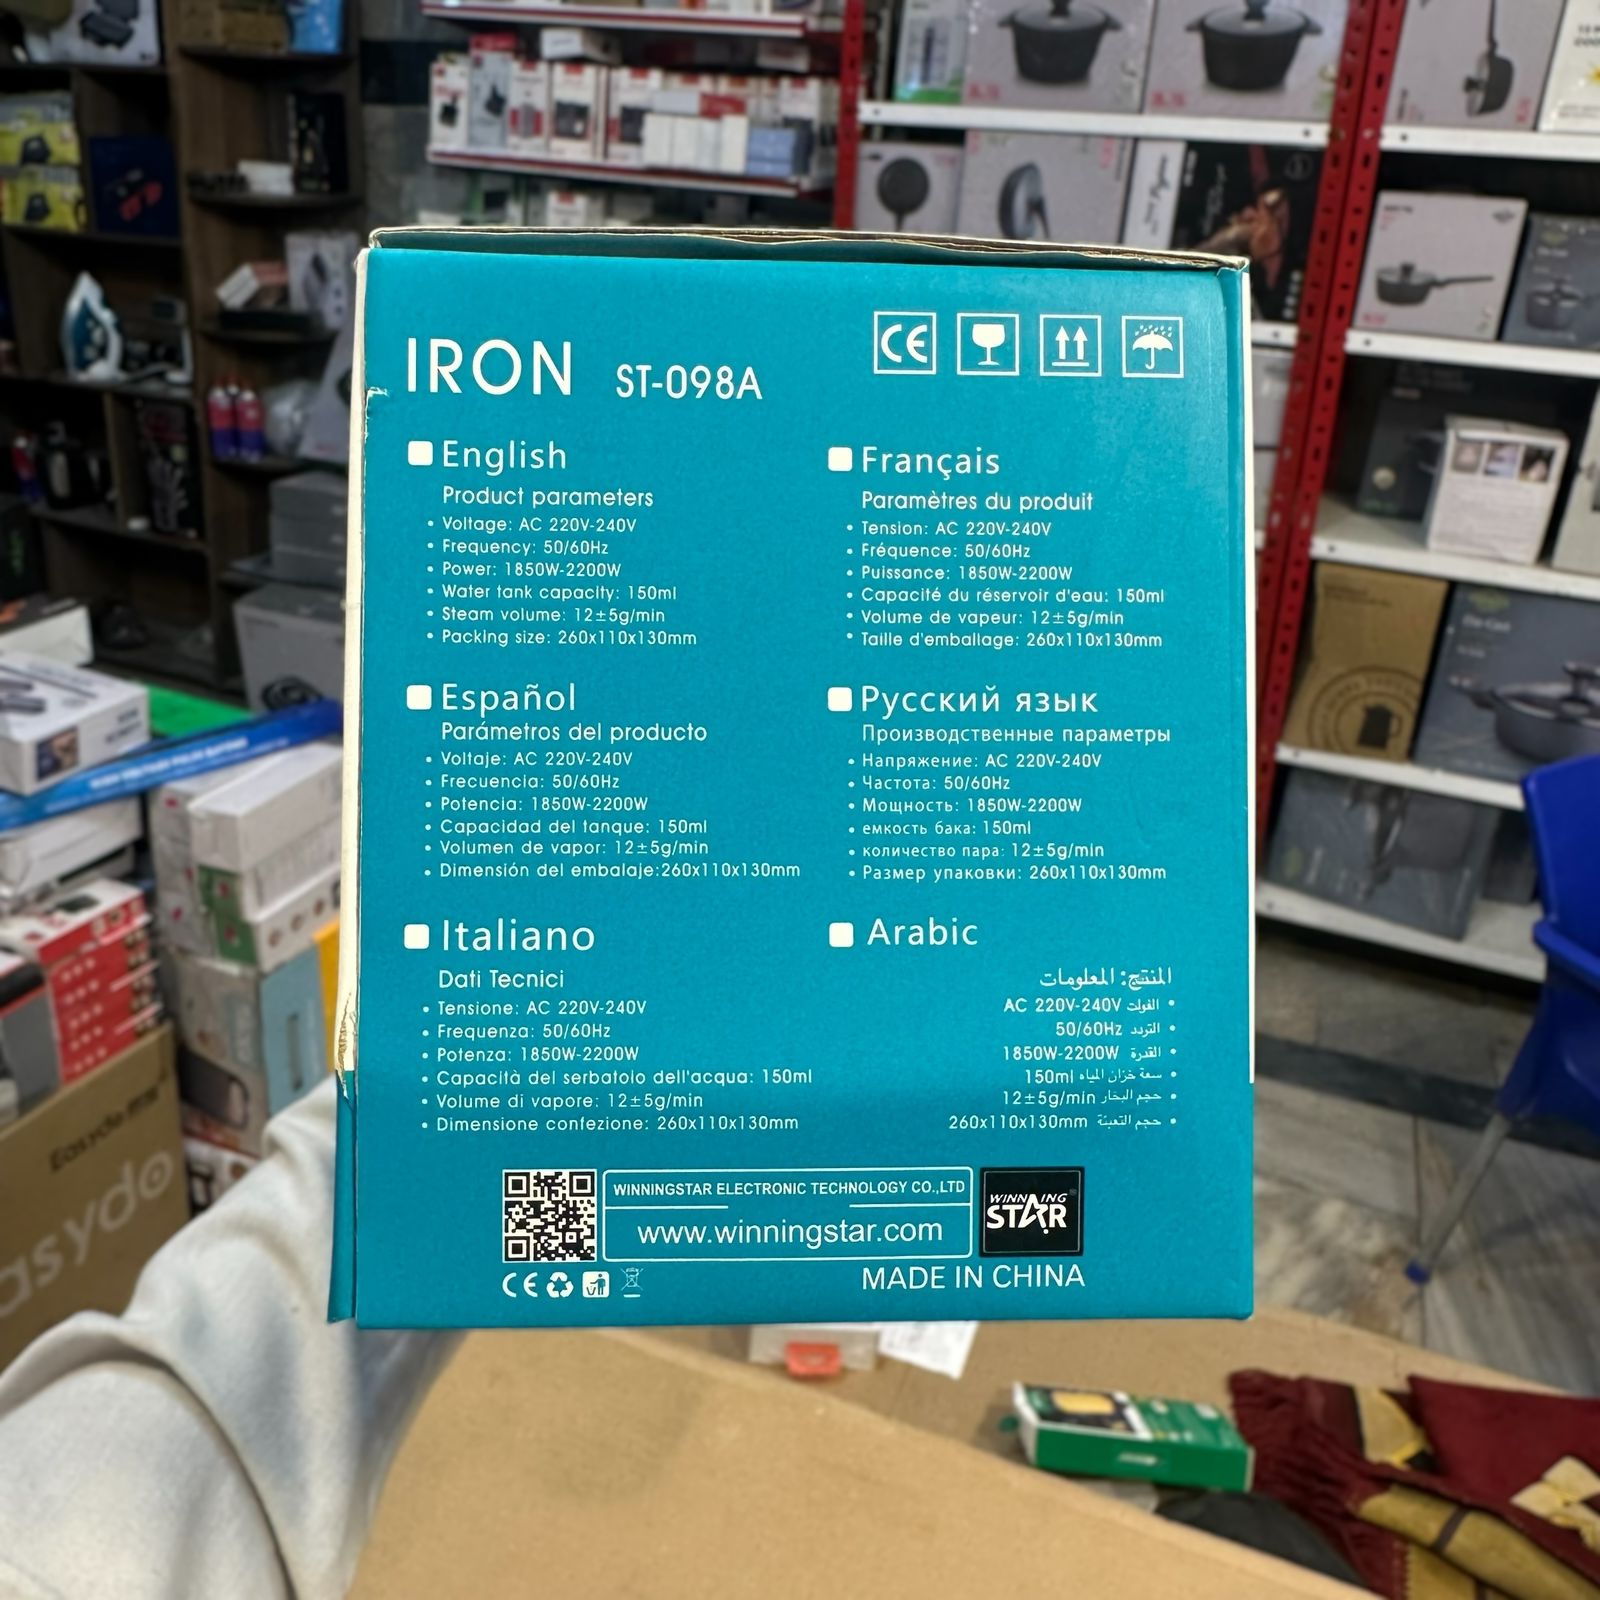 IRON ST-098A
CE
English
Product parameters
• Voltage: AC 220V-240V
• Frequency: 50/60Hz
• Power: 1850W-2200W
• Water tank capacity: 150ml
• Steam volume: 12±5g/min
• Packing size: 260x110x130mm
Français
Paramètres du produit
• Tension: AC 220V-240V
• Fréquence: 50/60Hz
• Puissance: 1850W-2200W
• Capacité du réservoir d'eau: 150ml
• Volume de vapeur: 12±5g/min
• Taille d'emballage: 260x110x130mm
Español
Parámetros del producto
• Voltaje: AC 220V-240V
• Frecuencia: 50/60Hz
• Potencia: 1850W-2200W
• Capacidad del tanque: 150ml
• Volumen de vapor: 12±5g/min
• Dimensión del embalaje:260x110x130mm
Русский язык
Производственные параметры
• Напряжение: AC 220V-240V
• Частота: 50/60Hz
• Мощность: 1850W-2200W
• емкость бака: 150ml
• количество пара: 12±5g/min
• Размер упаковки: 260x110x130mm
Italiano
Dati Tecnici
• Tensione: AC 220V-240V
• Frequenza: 50/60Hz
• Potenza: 1850W-2200W
• Capacità del serbatoio dell'acqua: 150ml
• Volume di vapore: 12±5g/min
• Dimensione confezione: 260x110x130mm
Arabic
المنتج: المعلومات
• الفولت AC 220V-240V
• التردد 50/60Hz
• القدرة 1850W-2200W
• سعة خزان المياه 150ml
• حجم البخار 12±5g/min
• حجم التعبئة 260x110x130mm
WINNINGSTAR ELECTRONIC TECHNOLOGY CO.,LTD
www.winningstar.com
WINNING
STAR
CE
MADE IN CHINA
Easydo
asydo